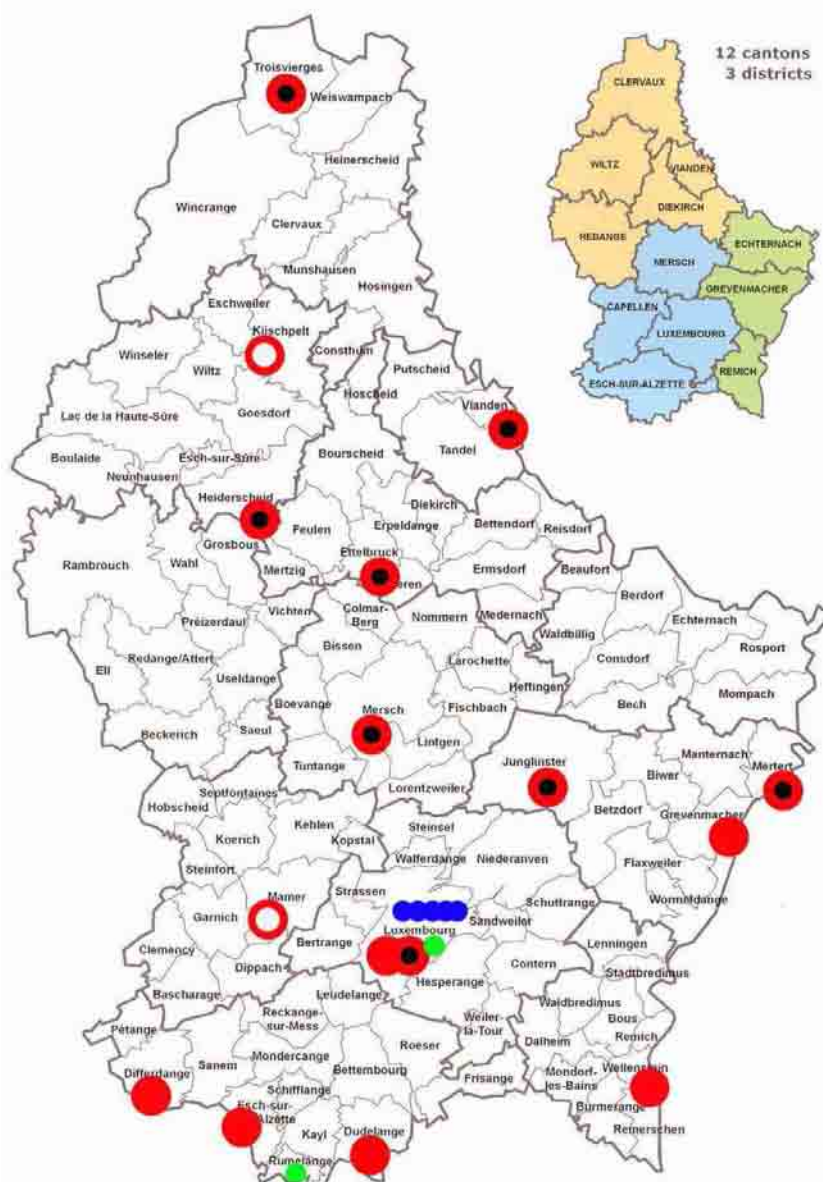 12 cantons
3 districts
Troisvierges
Weiswampach
Heinerscheid
Wincrange
Clervaux
Munshausen
Hosingen
Eschweiler
Kiischpelt
Consthum
Winseler
Wiltz
Putscheid
Hoscheid
Vianden
Goesdorf
Lac de la Haute-Sûre
Bourscheid
Tandel
Boulaide
Esch-sur-Sûre
Neunhausen
Heiderscheid
Diekirch
Feulen
Erpeldange
Bettendorf
Reisdorf
Grosbous
Ettelbruck
Rambrouch
Wahl
Mertzig
eren
Ermsdorf
Beaufort
Berdorf
Vichten
Colmar-
Berg
Nommern
Medernach
Préizerdaul
Echternach
Waldbillig
Bissen
Ell
Redange/Attert
Larochette
Consdorf
Rosport
Useldange
Heffingen
Boevange
Mersch
Fischbach
Bech
Mompach
Beckerich
Saeul
Lintgen
Tuntange
Junglinster
Manternach
Mertert
Lorentzweiler
Biwer
Septfontaines
Hobscheid
Betzdorf
Grevenmacher
Kehlen
Steinsel
Koerich
Kopstal
Walferdange
Niederanven
Steinfort
Flaxweiler
Strassen
Mamer
Schuttrange
Wormeldange
Garnich
Sandweiler
Luxembourg
Clemency
Bertrange
Lenningen
Contern
Dippach
Stadtbredimus
Hesperange
Bascharage
Leudelange
Waldbredimus
Reckange-
sur-Mess
Weiler-
la-Tour
Bous
Pétange
Roeser
Dalheim
Remich
Mondercange
Sanem
Differdange
Bettembourg
Frisange
Mondorf-
les-Bains
Wellenstein
Schifflange
Esch-sur-
Alzette
Burmerange
Kayl
Dudelange
Remerschen
Rumelange
CLERVAUX
WILTZ
VIANDEN
DIEKIRCH
REDANGE
ECHTERNACH
MERSCH
GREVENMACHER
CAPELLEN
LUXEMBOURG
REMICH
ESCH-SUR-ALZETTE